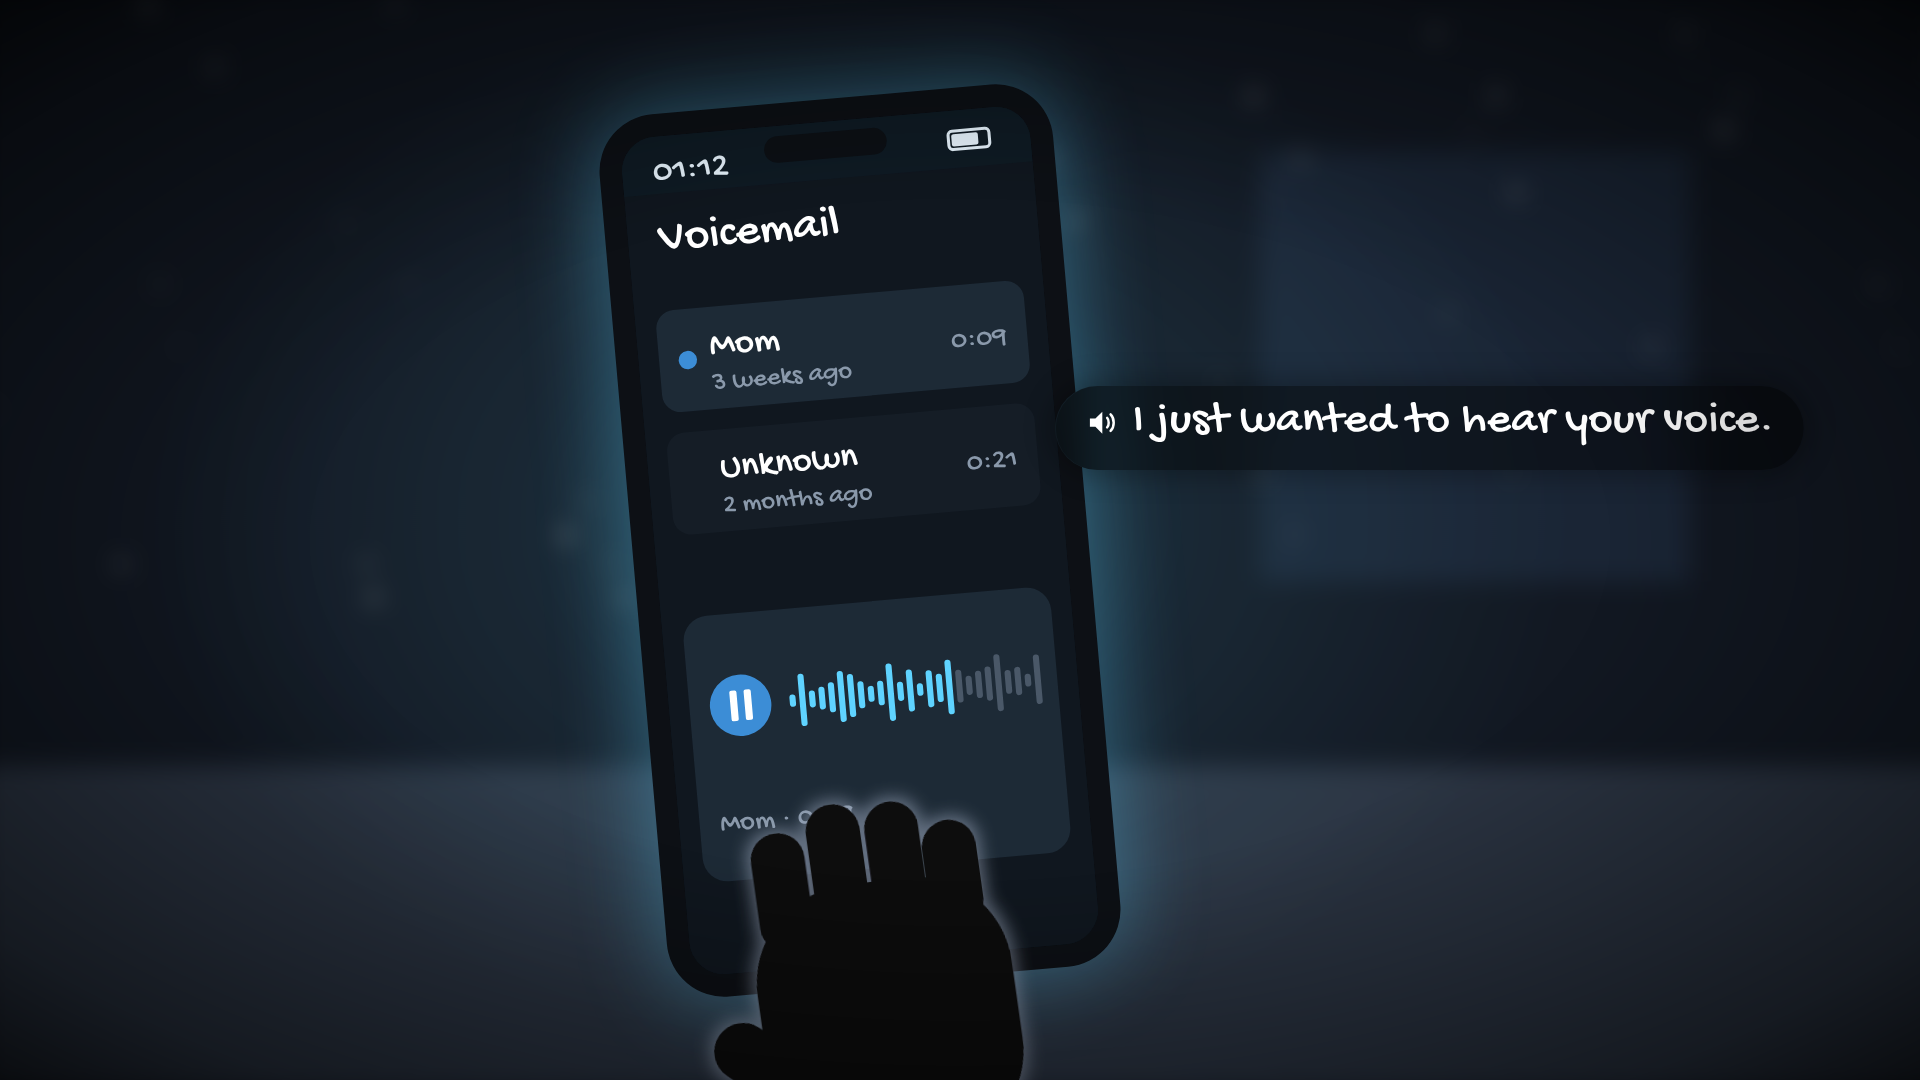 01:12
Voicemail
Mom
0:09
3 weeks ago
I just wanted to hear your voice.
Unknown
0:21
2 months ago
Mom ·